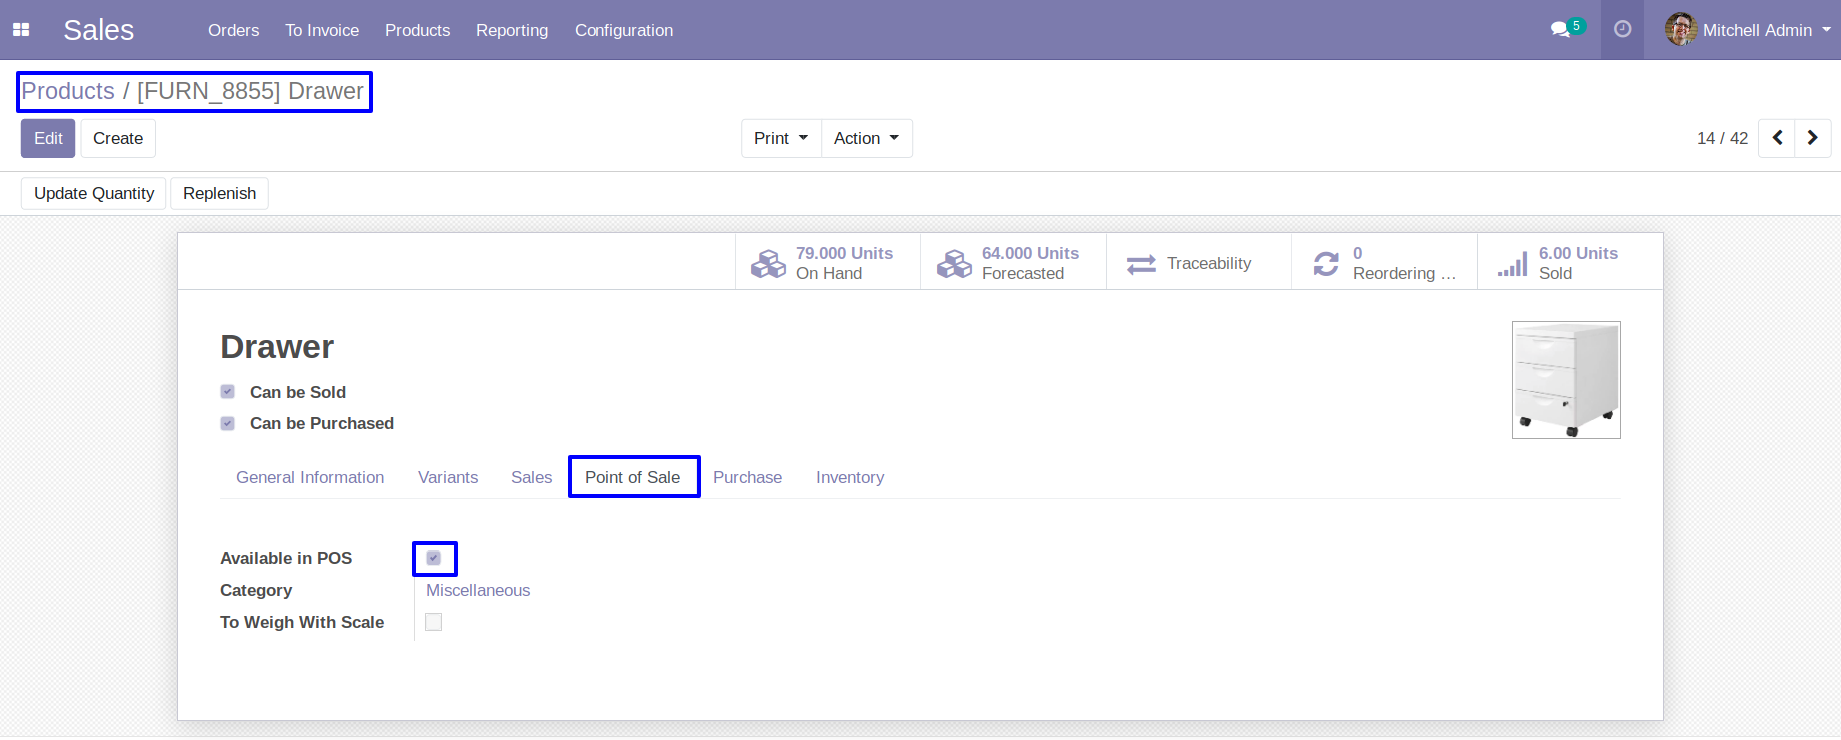 Sales Orders To Invoice Products Reporting Configuration 5 Mitchell Admin
Products / [FURN_8855] Drawer
Edit Create Print Action 14 / 42
Update Quantity Replenish
79.000 Units 64.000 Units Traceability 0 6.00 Units
On Hand Forecasted Reordering ... Sold
Drawer
Can be Sold
Can be Purchased
General Information Variants Sales Point of Sale Purchase Inventory
Available in POS
Category Miscellaneous
To Weigh With Scale